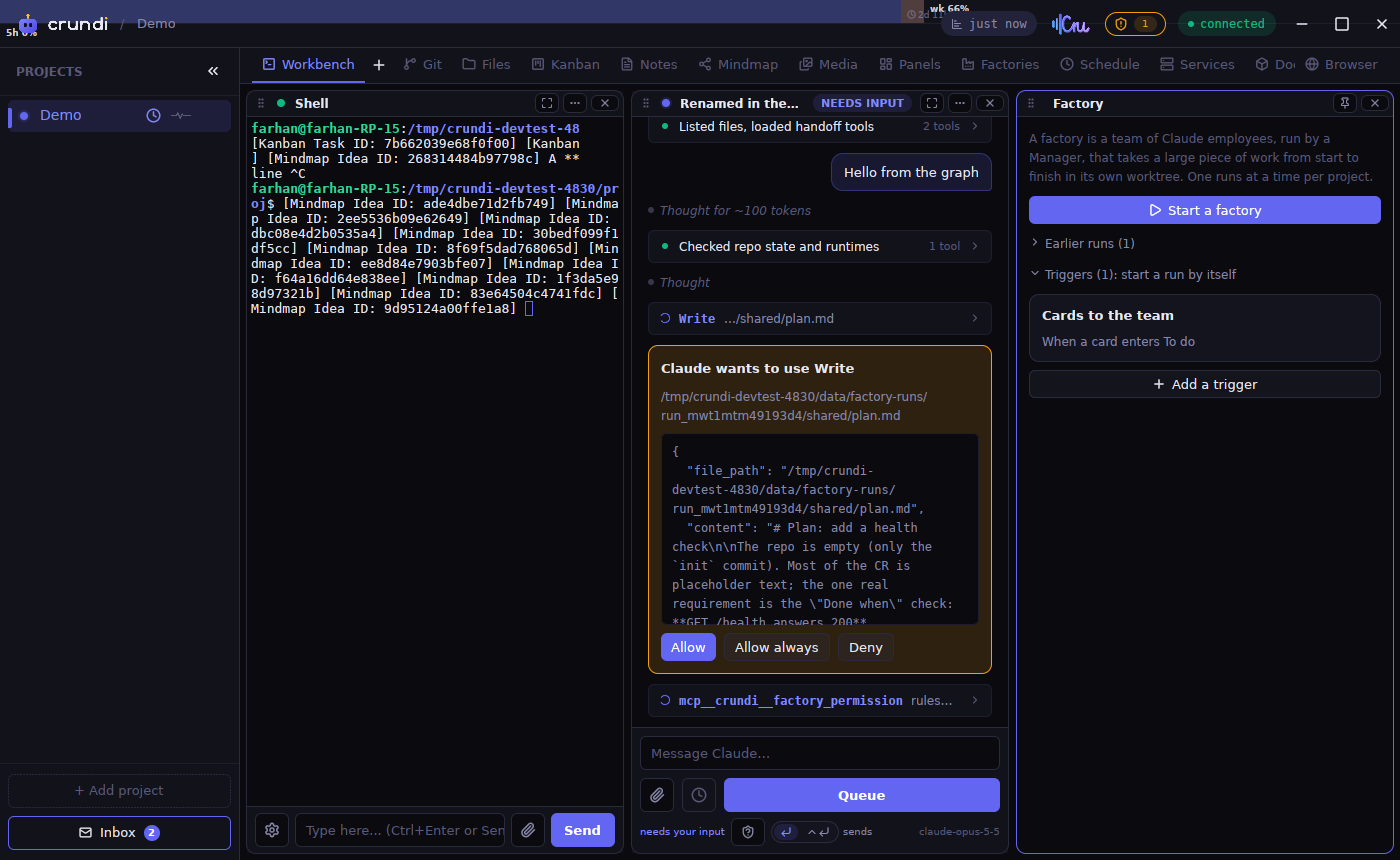 wk 66%
crundi / Demo
just now
1
connected
PROJECTS
Demo
+ Add project
Inbox 2
Workbench
Git
Files
Kanban
Notes
Mindmap
Media
Panels
Factories
Schedule
Services
Doc
Browser
Shell
farhan@farhan-RP-15:/tmp/crundi-devtest-48
[Kanban Task ID: 7b662039e68f0f00] [Kanban
] [Mindmap Idea ID: 268314484b97798c] A **
line ^C
farhan@farhan-RP-15:/tmp/crundi-devtest-4830/pr
oj$ [Mindmap Idea ID: ade4dbe71d2fb749] [Mindma
p Idea ID: 2ee5536b09e62649] [Mindmap Idea ID:
dbc08e4d2b0535a4] [Mindmap Idea ID: 30bedf099f1
df5cc] [Mindmap Idea ID: 8f69f5dad768065d] [Min
dmap Idea ID: ee8d84e7903bfe07] [Mindmap Idea I
D: f64a16dd64e838ee] [Mindmap Idea ID: 1f3da5e9
8d97321b] [Mindmap Idea ID: 83e64504c4741fdc] [
Mindmap Idea ID: 9d95124a00ffe1a8]
Type here... (Ctrl+Enter or Sen
Send
Renamed in the... NEEDS INPUT
Listed files, loaded handoff tools 2 tools
Hello from the graph
Thought for ~100 tokens
Checked repo state and runtimes 1 tool
Thought
Write .../shared/plan.md
Claude wants to use Write
/tmp/crundi-devtest-4830/data/factory-runs/
run_mwt1mtm49193d4/shared/plan.md
{
"file_path": "/tmp/crundi-
devtest-4830/data/factory-runs/
run_mwt1mtm49193d4/shared/plan.md",
"content": "# Plan: add a health
check\n\nThe repo is empty (only the
`init` commit). Most of the CR is
placeholder text; the one real
requirement is the \"Done when\" check:
**GET /health answers 200**
Allow
Allow always
Deny
mcp__crundi__factory_permission rules...
Message Claude...
Queue
needs your input
sends
claude-opus-5-5
Factory
A factory is a team of Claude employees, run by a
Manager, that takes a large piece of work from start to
finish in its own worktree. One runs at a time per project.
Start a factory
Earlier runs (1)
Triggers (1): start a run by itself
Cards to the team
When a card enters To do
+ Add a trigger